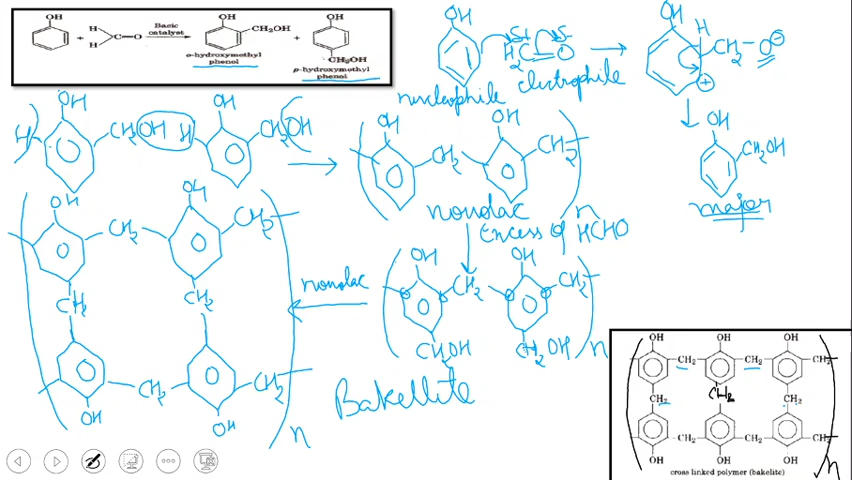 OH
Basic
catalyst
OH
CH₂OH
OH
+
H
H
C=O
+
o-hydroxymethyl
phenol
CH₂OH
p-hydroxymethyl
phenol
OH
δ+
δ-
H₂C=O
nucleophile
electrophile
OH
H
CH₂-O⊖
+
OH
CH₂OH
major
OH
OH
H
CH₂OH
H
CH₂OH
OH
OH
CH₂
CH₂
n
novolac
Excess of HCHO
OH
OH
CH₂
CH₂
CH₂OH
CH₂OH
n
novolac
OH
OH
CH₂
CH₂
CH₂
CH₂
CH₂
CH₂
OH
OH
n
Bakellite
OH
OH
OH
CH₂
CH₂
CH₂
CH₂
CH₂
CH₂
CH₂
CH₂
CH₂
OH
OH
OH
n
cross linked polymer (bakelite)